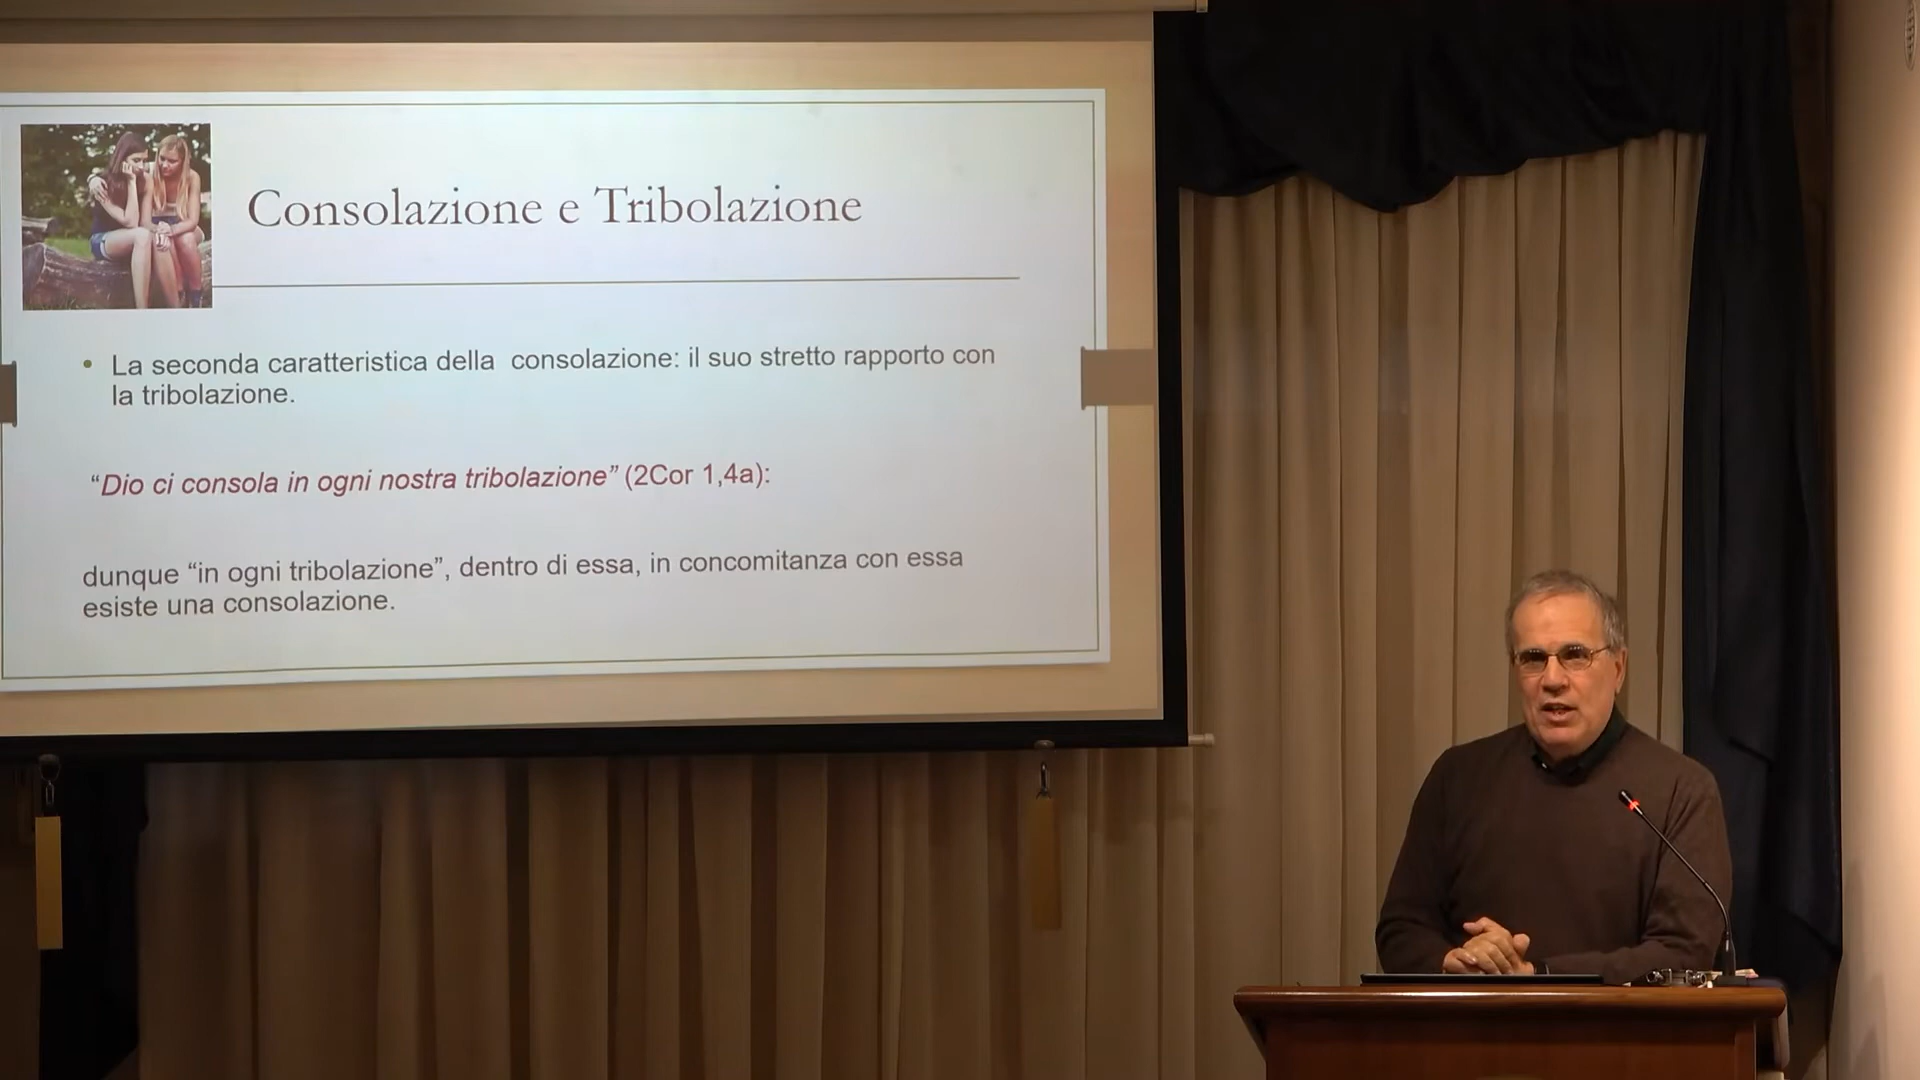 Consolazione e Tribolazione
• La seconda caratteristica della consolazione: il suo stretto rapporto con
la tribolazione.
“Dio ci consola in ogni nostra tribolazione” (2Cor 1,4a):
dunque “in ogni tribolazione”, dentro di essa, in concomitanza con essa
esiste una consolazione.